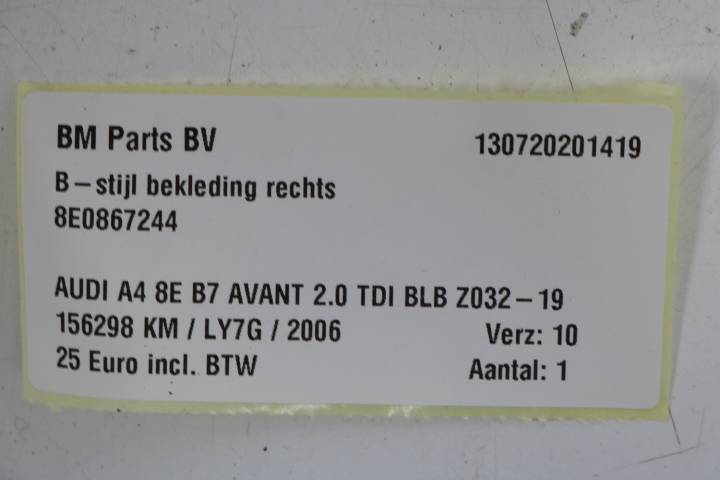 BM Parts BV 130720201419
B-stijl bekleding rechts
8E0867244
AUDI A4 8E B7 AVANT 2.0 TDI BLB Z032-19
156298 KM / LY7G / 2006 Verz: 10
25 Euro incl. BTW Aantal: 1